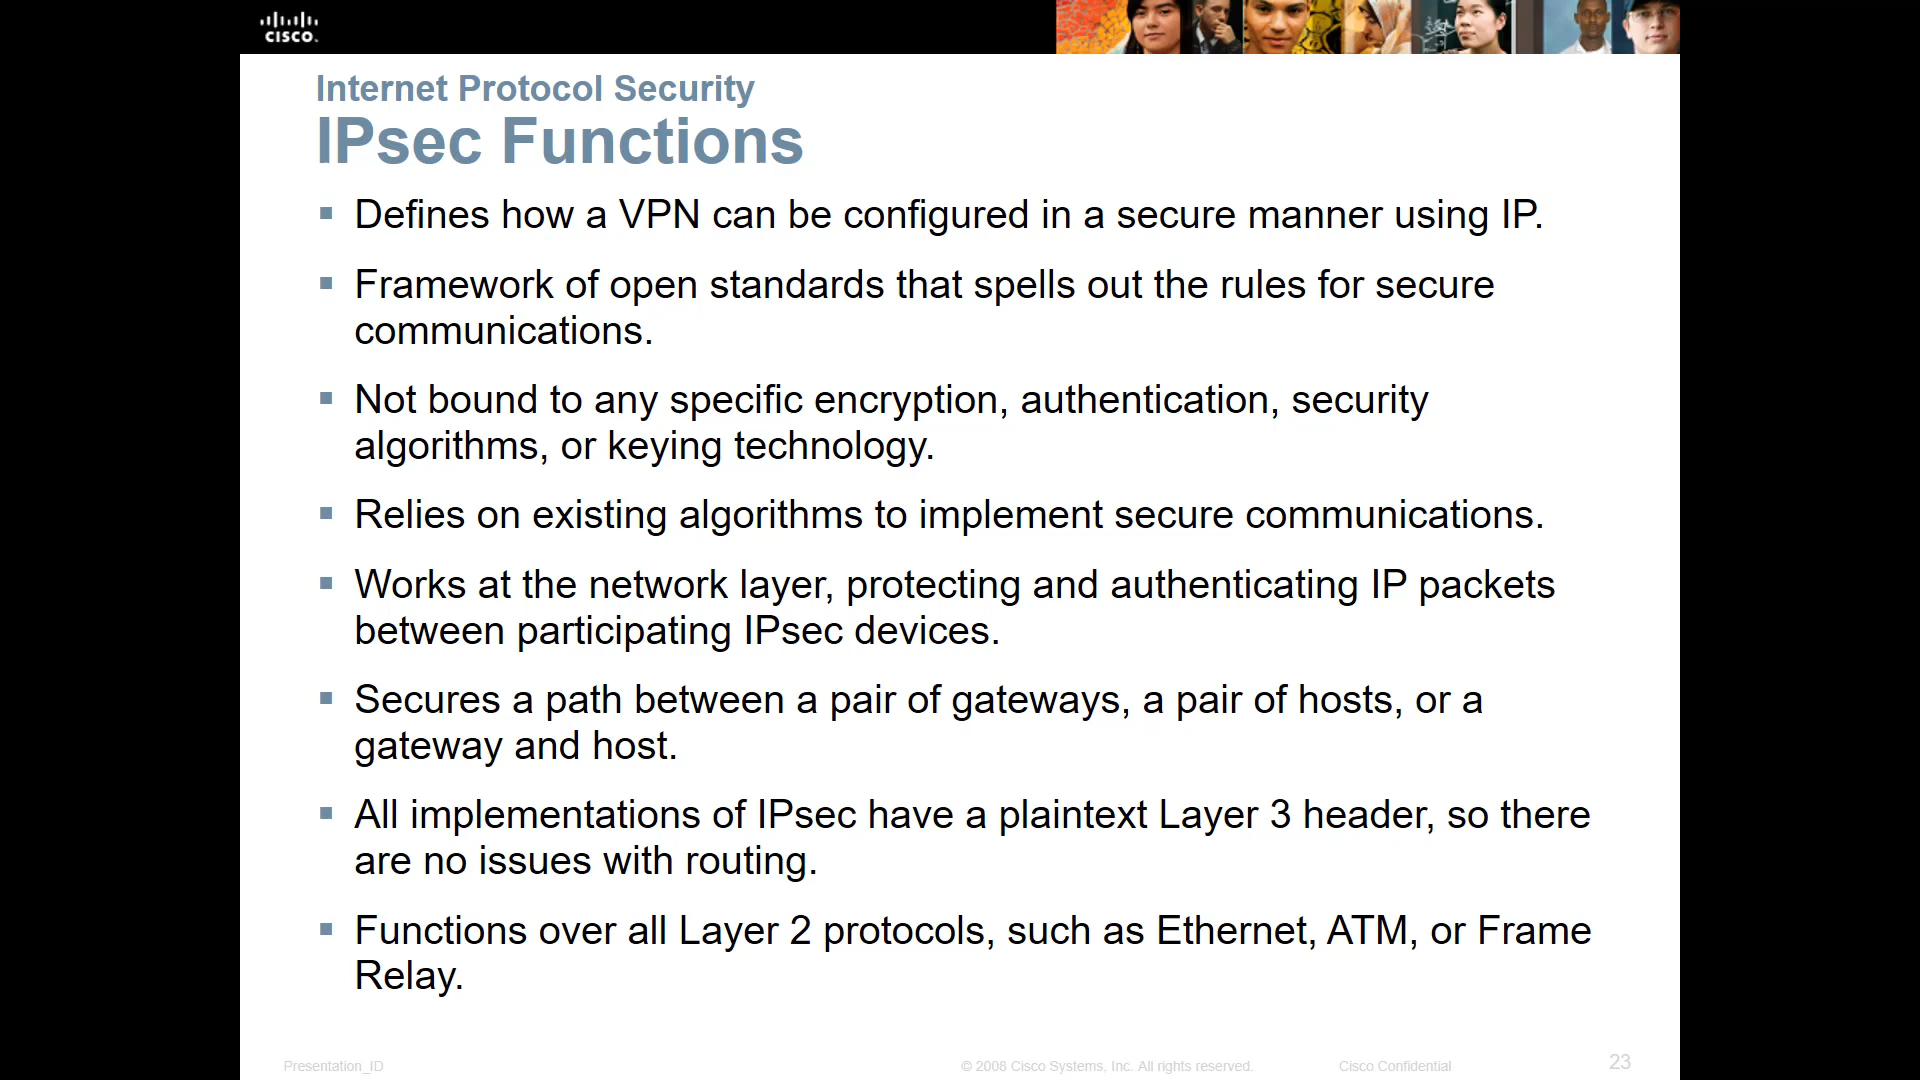 CISCO.
Internet Protocol Security
IPsec Functions
▪ Defines how a VPN can be configured in a secure manner using IP.
▪ Framework of open standards that spells out the rules for secure
communications.
▪ Not bound to any specific encryption, authentication, security
algorithms, or keying technology.
▪ Relies on existing algorithms to implement secure communications.
▪ Works at the network layer, protecting and authenticating IP packets
between participating IPsec devices.
▪ Secures a path between a pair of gateways, a pair of hosts, or a
gateway and host.
▪ All implementations of IPsec have a plaintext Layer 3 header, so there
are no issues with routing.
▪ Functions over all Layer 2 protocols, such as Ethernet, ATM, or Frame
Relay.
Presentation_ID © 2008 Cisco Systems, Inc. All rights reserved. Cisco Confidential 23